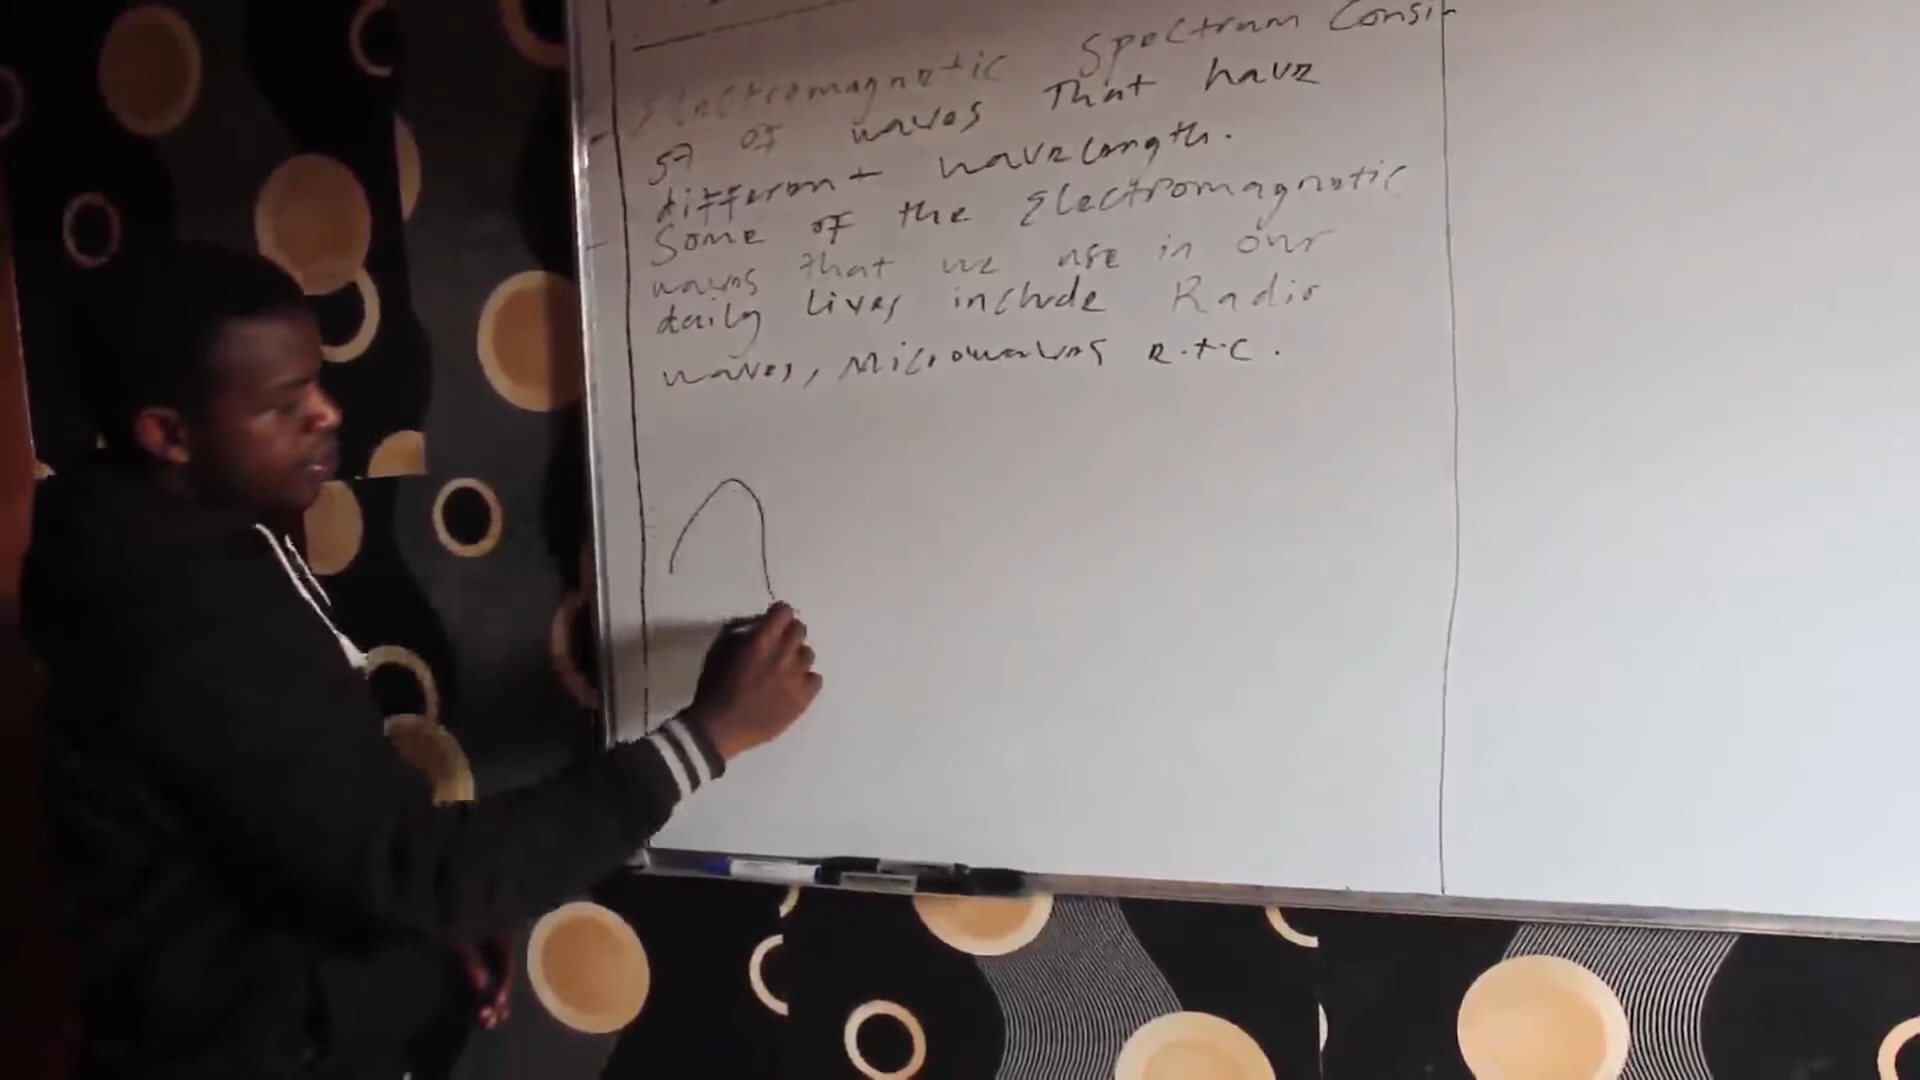 Electromagnetic Spectrum Consi-
st of waves That have
different wavelength.
Some of the Electromagnetic
waves that we use in our
daily lives include Radio
waves, Microwaves e.t.c.